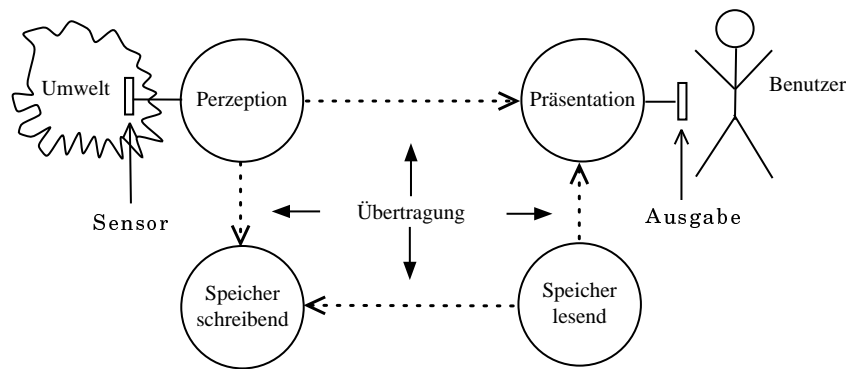 Umwelt
Perzeption
Präsentation
Benutzer
Sensor
Übertragung
Ausgabe
Speicher
schreibend
Speicher
lesend